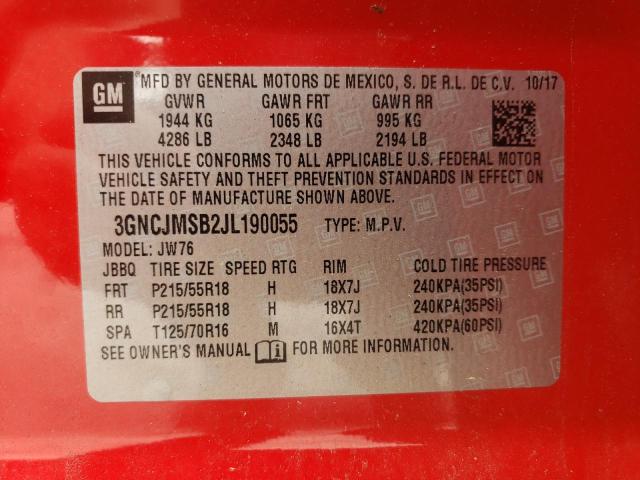 GM MFD BY GENERAL MOTORS DE MEXICO, S. DE R.L. DE C.V. 10/17
GVWR GAWR FRT GAWR RR
1944 KG 1065 KG 995 KG
4286 LB 2348 LB 2194 LB
THIS VEHICLE CONFORMS TO ALL APPLICABLE U.S. FEDERAL MOTOR
VEHICLE SAFETY AND THEFT PREVENTION STANDARDS IN EFFECT ON
THE DATE OF MANUFACTURE SHOWN ABOVE.
3GNCJMSB2JL190055 TYPE: M.P.V.
MODEL: JW76
JBBQ TIRE SIZE SPEED RTG RIM COLD TIRE PRESSURE
FRT P215/55R18 H 18X7J 240KPA(35PSI)
RR P215/55R18 H 18X7J 240KPA(35PSI)
SPA T125/70R16 M 16X4T 420KPA(60PSI)
SEE OWNER'S MANUAL FOR MORE INFORMATION.